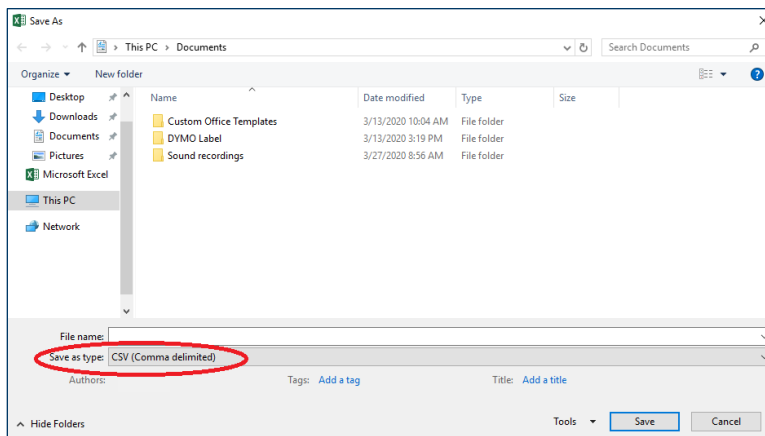 Save As
This PC > Documents
Search Documents
Organize
New folder
Desktop
Downloads
Documents
Pictures
Microsoft Excel
This PC
Network
Name Date modified Type Size
Custom Office Templates 3/13/2020 10:04 AM File folder
DYMO Label 3/13/2020 3:19 PM File folder
Sound recordings 3/27/2020 8:56 AM File folder
File name:
Save as type: CSV (Comma delimited)
Authors: Tags: Add a tag Title: Add a title
Hide Folders Tools Save Cancel